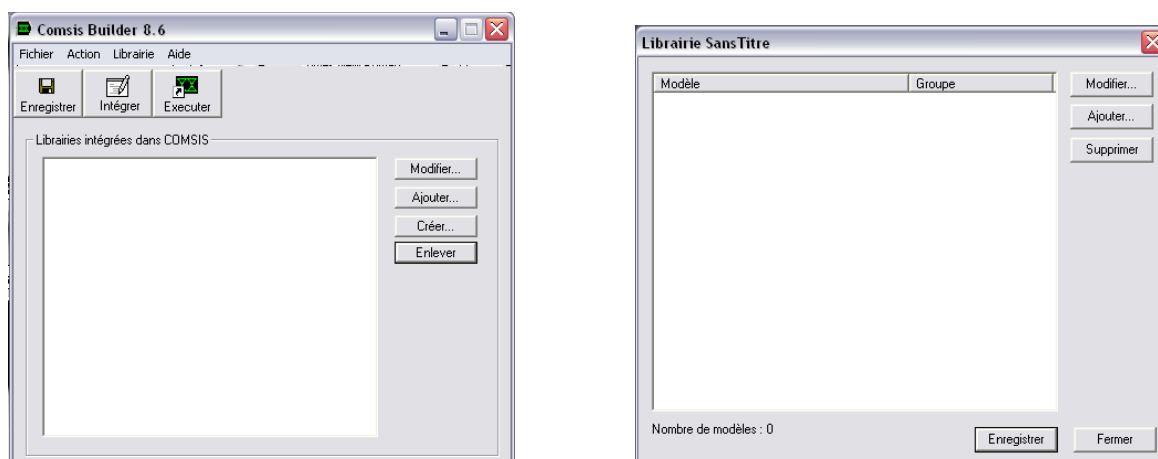 Comsis Builder 8.6
Fichier Action Librairie Aide
Enregistrer Intégrer Executer
Librairies intégrées dans COMSIS
Modifier...
Ajouter...
Créer...
Enlever
Librairie SansTitre
Modèle Groupe
Modifier...
Ajouter...
Supprimer
Nombre de modèles : 0
Enregistrer Fermer